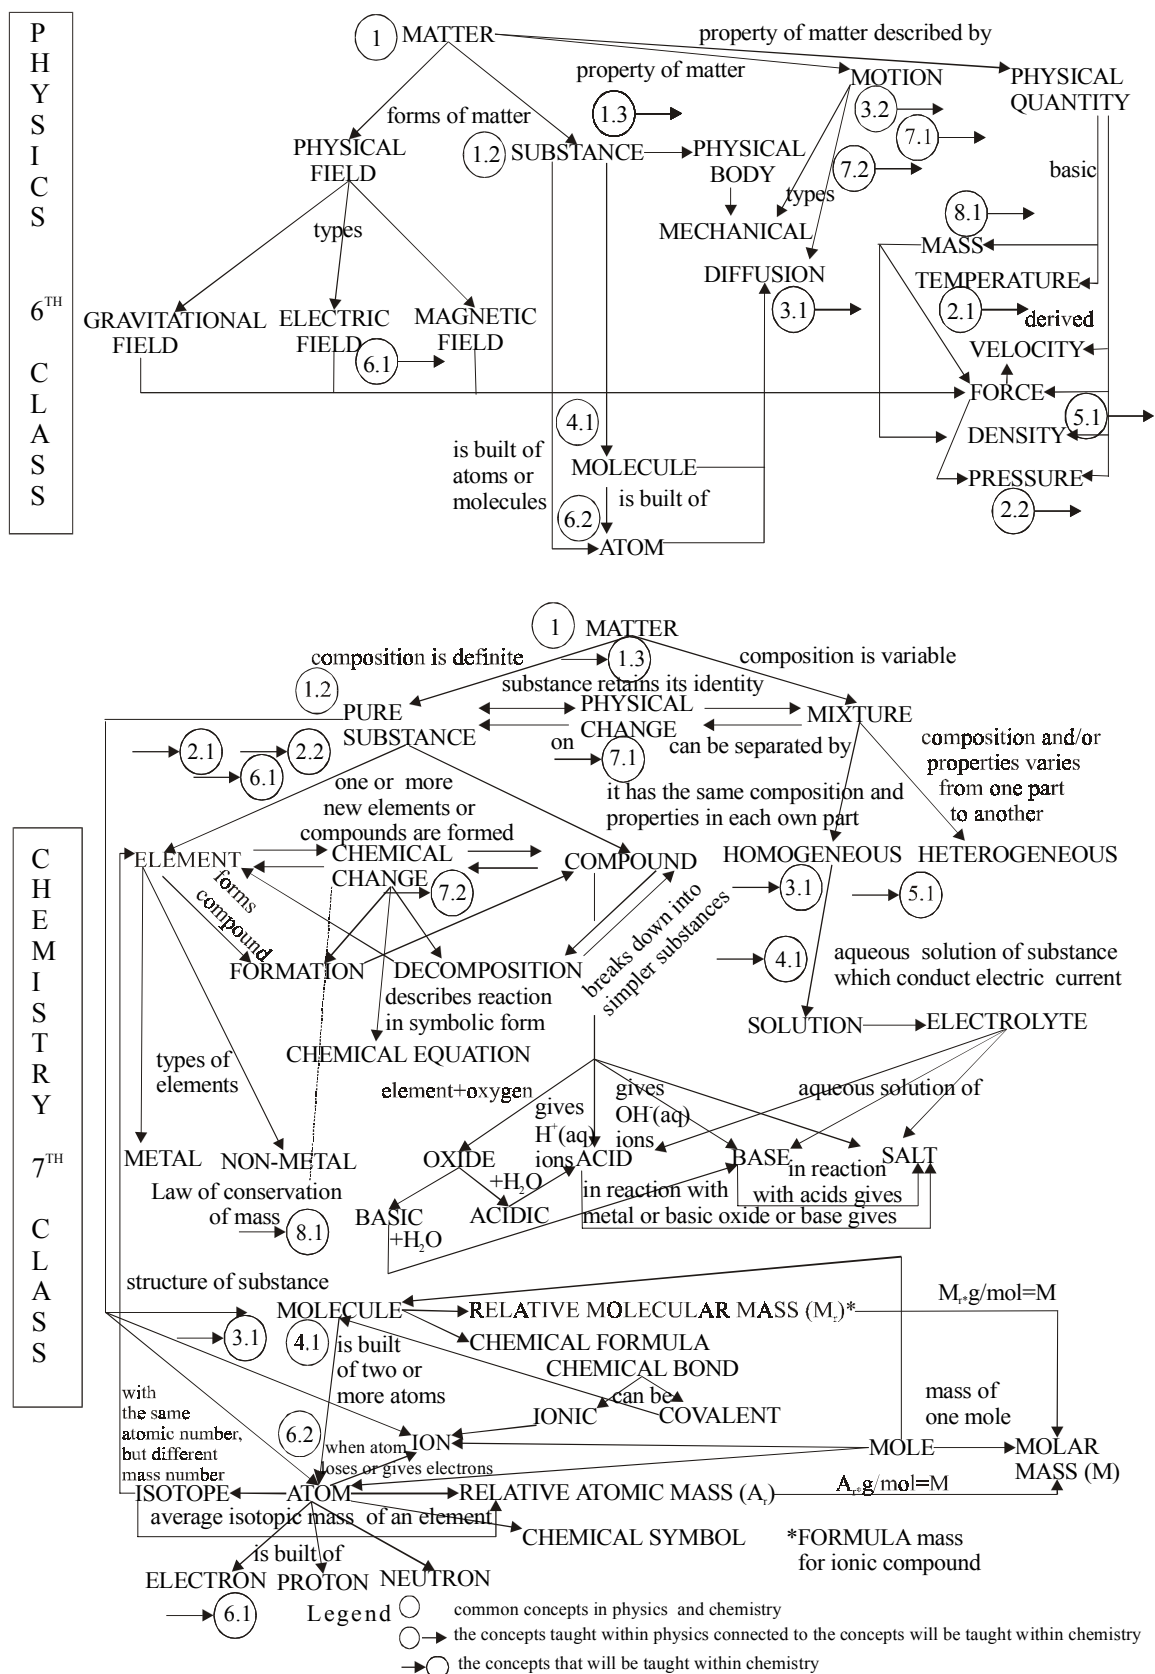 PHYSICS 6TH CLASS
1 MATTER
property of matter described by
property of matter
MOTION
PHYSICAL
QUANTITY
1.3
3.2
forms of matter
7.1
PHYSICAL
FIELD
1.2 SUBSTANCE
PHYSICAL
BODY
7.2
basic
types
8.1
types
MECHANICAL
MASS
DIFFUSION
TEMPERATURE
3.1
2.1
derived
GRAVITATIONAL
FIELD
ELECTRIC
FIELD
MAGNETIC
FIELD
6.1
VELOCITY
FORCE
5.1
4.1
DENSITY
is built of
atoms or
molecules
MOLECULE
PRESSURE
is built of
2.2
6.2
ATOM
CHEMISTRY 7TH CLASS
1 MATTER
composition is definite
1.3
composition is variable
1.2
substance retains its identity
PURE
SUBSTANCE
PHYSICAL
CHANGE
MIXTURE
on
can be separated by
2.1
2.2
7.1
6.1
composition and/or
properties varies
from one part
to another
one or more
new elements or
compounds are formed
it has the same composition and
properties in each own part
ELEMENT
CHEMICAL
CHANGE
COMPOUND
HOMOGENEOUS
HETEROGENEOUS
7.2
3.1
5.1
forms
compound
breaks down into
simpler substances
FORMATION
DECOMPOSITION
4.1
aqueous solution of substance
which conduct electric current
describes reaction
in symbolic form
SOLUTION
ELECTROLYTE
CHEMICAL EQUATION
types of
elements
element+oxygen
gives
H+(aq)
ions
gives
OH-(aq)
ions
aqueous solution of
METAL
NON-METAL
OXIDE
ACID
BASE
SALT
+H2O
in reaction
with acids gives
Law of conservation
of mass
8.1
BASIC
+H2O
ACIDIC
in reaction with
metal or basic oxide or base gives
structure of substance
MOLECULE
RELATIVE MOLECULAR MASS (Mr)*
Mr•g/mol=M
3.1
4.1
is built
of two or
more atoms
CHEMICAL FORMULA
CHEMICAL BOND
can be
IONIC
COVALENT
mass of
one mole
with
the same
atomic number,
but different
mass number
6.2
when atom
loses or gives electrons
ION
MOLE
MOLAR
MASS (M)
ISOTOPE
ATOM
RELATIVE ATOMIC MASS (Ar)
Ar•g/mol=M
average isotopic mass of an element
CHEMICAL SYMBOL
*FORMULA mass
for ionic compound
is built of
ELECTRON
PROTON
NEUTRON
6.1
Legend
common concepts in physics and chemistry
the concepts taught within physics connected to the concepts will be taught within chemistry
the concepts that will be taught within chemistry